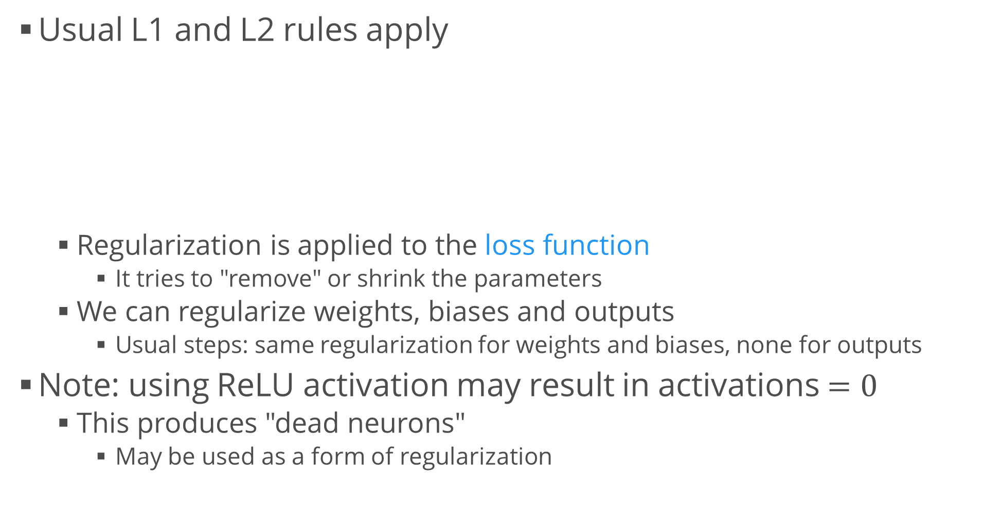 ▪ Usual L1 and L2 rules apply
▪ Regularization is applied to the loss function
▪ It tries to "remove" or shrink the parameters
▪ We can regularize weights, biases and outputs
▪ Usual steps: same regularization for weights and biases, none for outputs
▪ Note: using ReLU activation may result in activations = 0
▪ This produces "dead neurons"
▪ May be used as a form of regularization